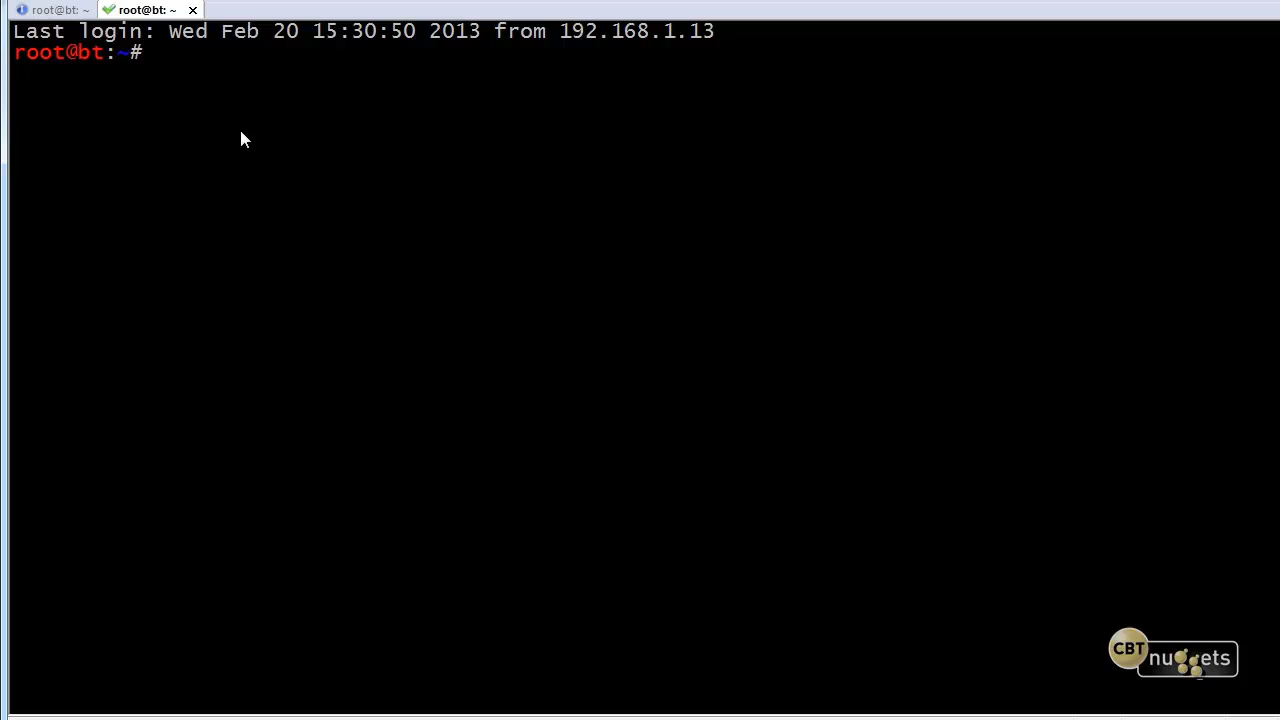 root@bt: ~ root@bt: ~
Last login: Wed Feb 20 15:30:50 2013 from 192.168.1.13
root@bt:~#
CBT nuggets